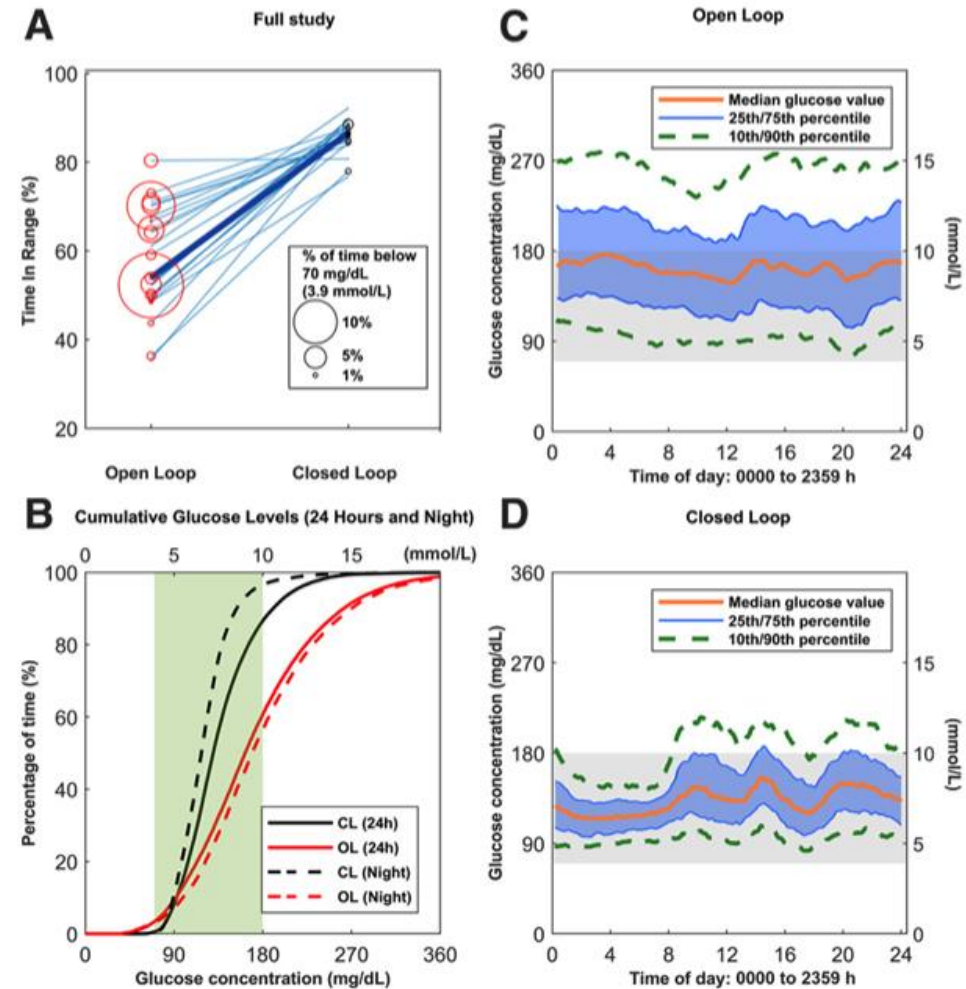 A
Full study
100
80
60
40
20
Time In Range (%)
% of time below
70 mg/dL
(3.9 mmol/L)
10%
5%
1%
Open Loop
Closed Loop
B
Cumulative Glucose Levels (24 Hours and Night)
0 5 10 15 (mmol/L)
100
80
60
40
20
0
Percentage of time (%)
CL (24h)
OL (24h)
CL (Night)
OL (Night)
0 90 180 270 360
Glucose concentration (mg/dL)
C
Open Loop
360
270
180
90
0
Glucose concentration (mg/dL)
Median glucose value
25th/75th percentile
10th/90th percentile
15
10
5
0
(mmol/L)
0 4 8 12 16 20 24
Time of day: 0000 to 2359 h
D
Closed Loop
360
270
180
90
0
Glucose concentration (mg/dL)
Median glucose value
25th/75th percentile
10th/90th percentile
15
10
5
0
(mmol/L)
0 4 8 12 16 20 24
Time of day: 0000 to 2359 h